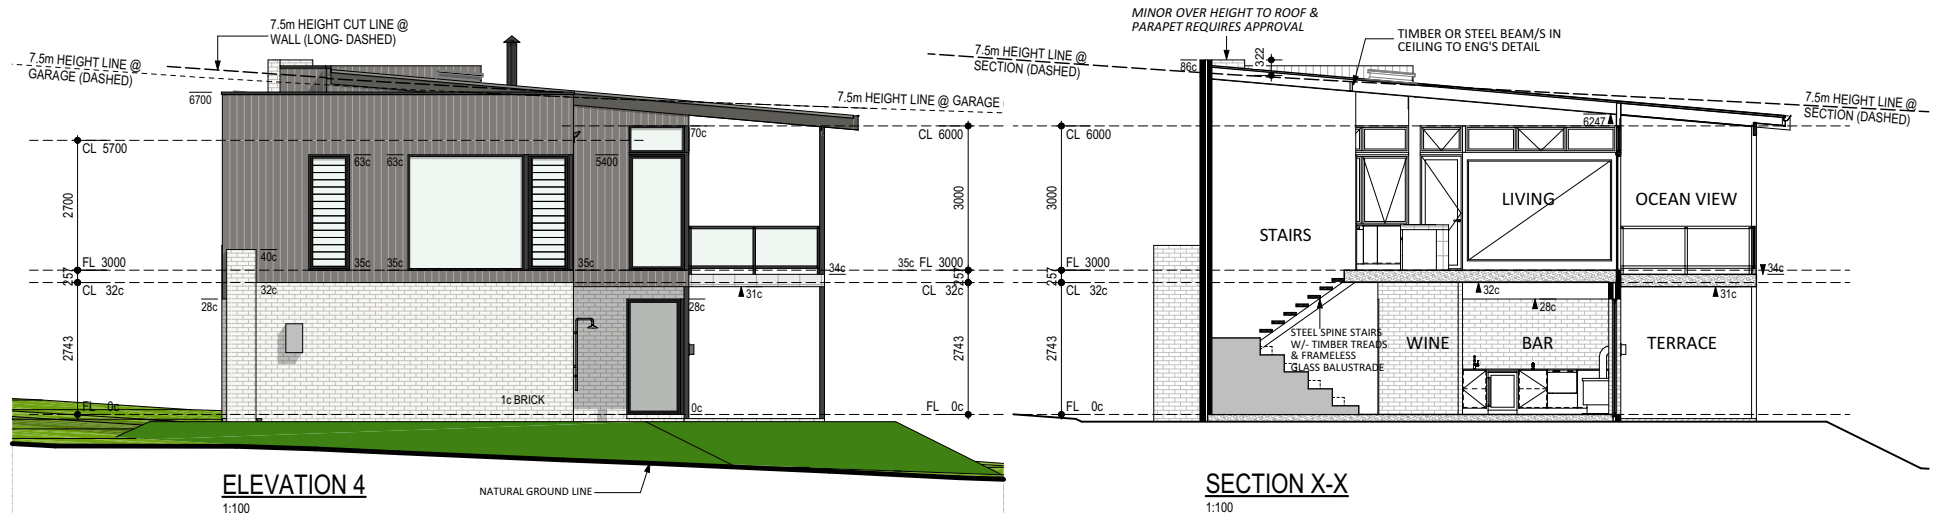 7.5m HEIGHT CUT LINE @
WALL (LONG- DASHED)
7.5m HEIGHT LINE @
GARAGE (DASHED)
6700
7.5m HEIGHT LINE @ GARAGE (
CL 5700
2700
FL 3000
257
CL 32c
2743
FL 0c
63c
63c
5400
70c
40c
35c
35c
35c
32c
28c
28c
34c
31c
1c BRICK
0c
CL 6000
3000
35c FL 3000
257
CL 32c
2743
FL 0c
NATURAL GROUND LINE
ELEVATION 4
1:100
MINOR OVER HEIGHT TO ROOF &
PARAPET REQUIRES APPROVAL
7.5m HEIGHT LINE @
SECTION (DASHED)
86c
322
TIMBER OR STEEL BEAM/S IN
CEILING TO ENG'S DETAIL
7.5m HEIGHT LINE @
SECTION (DASHED)
6247
CL 6000
3000
FL 3000
257
CL 32c
2743
FL 0c
LIVING
OCEAN VIEW
STAIRS
34c
32c
31c
28c
STEEL SPINE STAIRS
W/- TIMBER TREADS
& FRAMELESS
GLASS BALUSTRADE
WINE
BAR
TERRACE
SECTION X-X
1:100